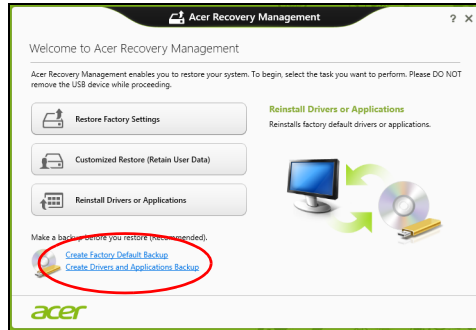 Acer Recovery Management
? X
Welcome to Acer Recovery Management
Acer Recovery Management enables you to restore your system. To begin, select the task you want to perform. Please DO NOT
remove the USB device while proceeding.
Restore Factory Settings
Customized Restore (Retain User Data)
Reinstall Drivers or Applications
Reinstall Drivers or Applications
Reinstalls factory default drivers or applications.
Make a backup before you restore (Recommended).
Create Factory Default Backup
Create Drivers and Applications Backup
acer